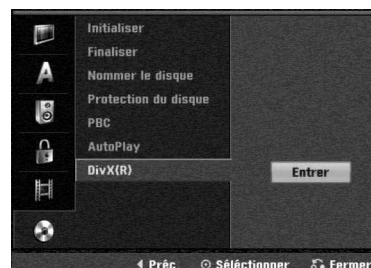 Initialiser
Finaliser
Nommer le disque
Protection du disque
PBC
AutoPlay
DivX(R)
Entrer
Préc
Séléctionner
Fermer